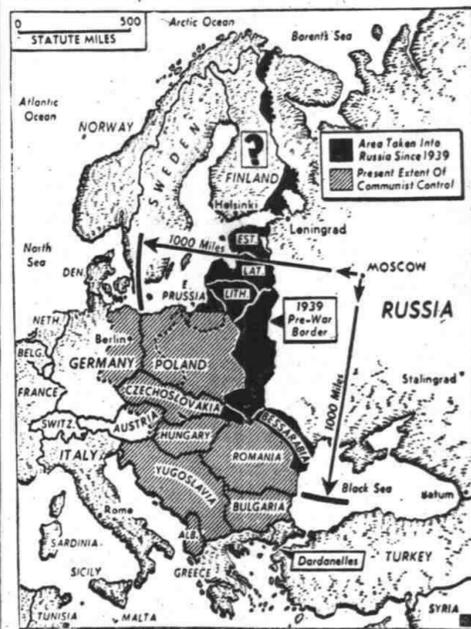 0 500
STATUTE MILES
Arctic Ocean
Barent's Sea
Atlantic
Ocean
NORWAY
SWEDEN
?
FINLAND
Helsinki
Leningrad
Area Taken Into
Russia Since 1939
Present Extent Of
Communist Control
North
Sea
DEN.
1000 Miles
EST.
LAT.
LITH.
E.
PRUSSIA
MOSCOW
RUSSIA
1939
Pre-War
Border
NETH.
BELG.
Berlin
GERMANY
POLAND
FRANCE
CZECHOSLOVAKIA
Stalingrad
1000 Miles
SWITZ.
AUSTRIA
HUNGARY
BESSARABIA
ITALY
ROMANIA
YUGOSLAVIA
Black Sea
Batum
Rome
BULGARIA
ALB.
SARDINIA
GREECE
Dardanelles
TURKEY
SICILY
TUNISIA
MALTA
SYRIA